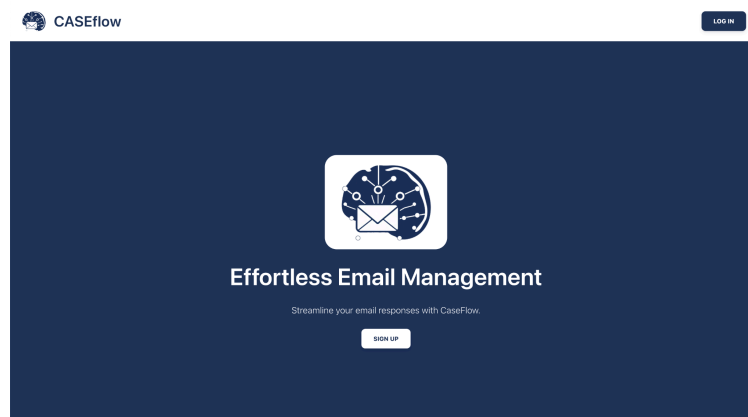 CASEflow
LOG IN
Effortless Email Management
Streamline your email responses with CaseFlow.
SIGN UP